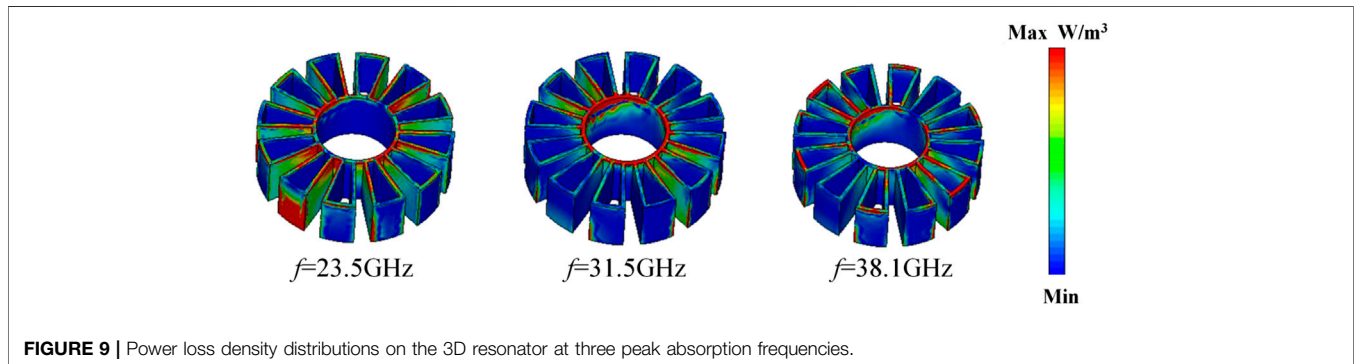 Max W/m³
f=23.5GHz
f=31.5GHz
f=38.1GHz
Min
FIGURE 9 | Power loss density distributions on the 3D resonator at three peak absorption frequencies.